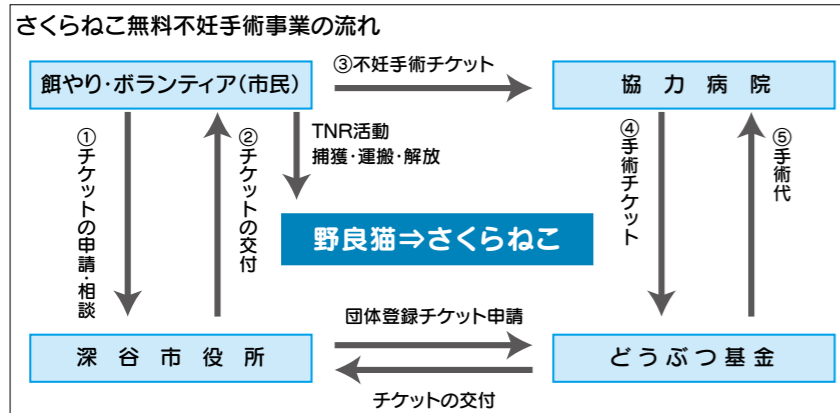 さくらねこ無料不妊手術事業の流れ
餌やり・ボランティア(市民)
③不妊手術チケット
協力病院
①チケットの申請・相談
②チケットの交付
TNR活動
捕獲・運搬・解放
④手術チケット
⑤手術代
野良猫⇒さくらねこ
深谷市役所
団体登録チケット申請
どうぶつ基金
チケットの交付